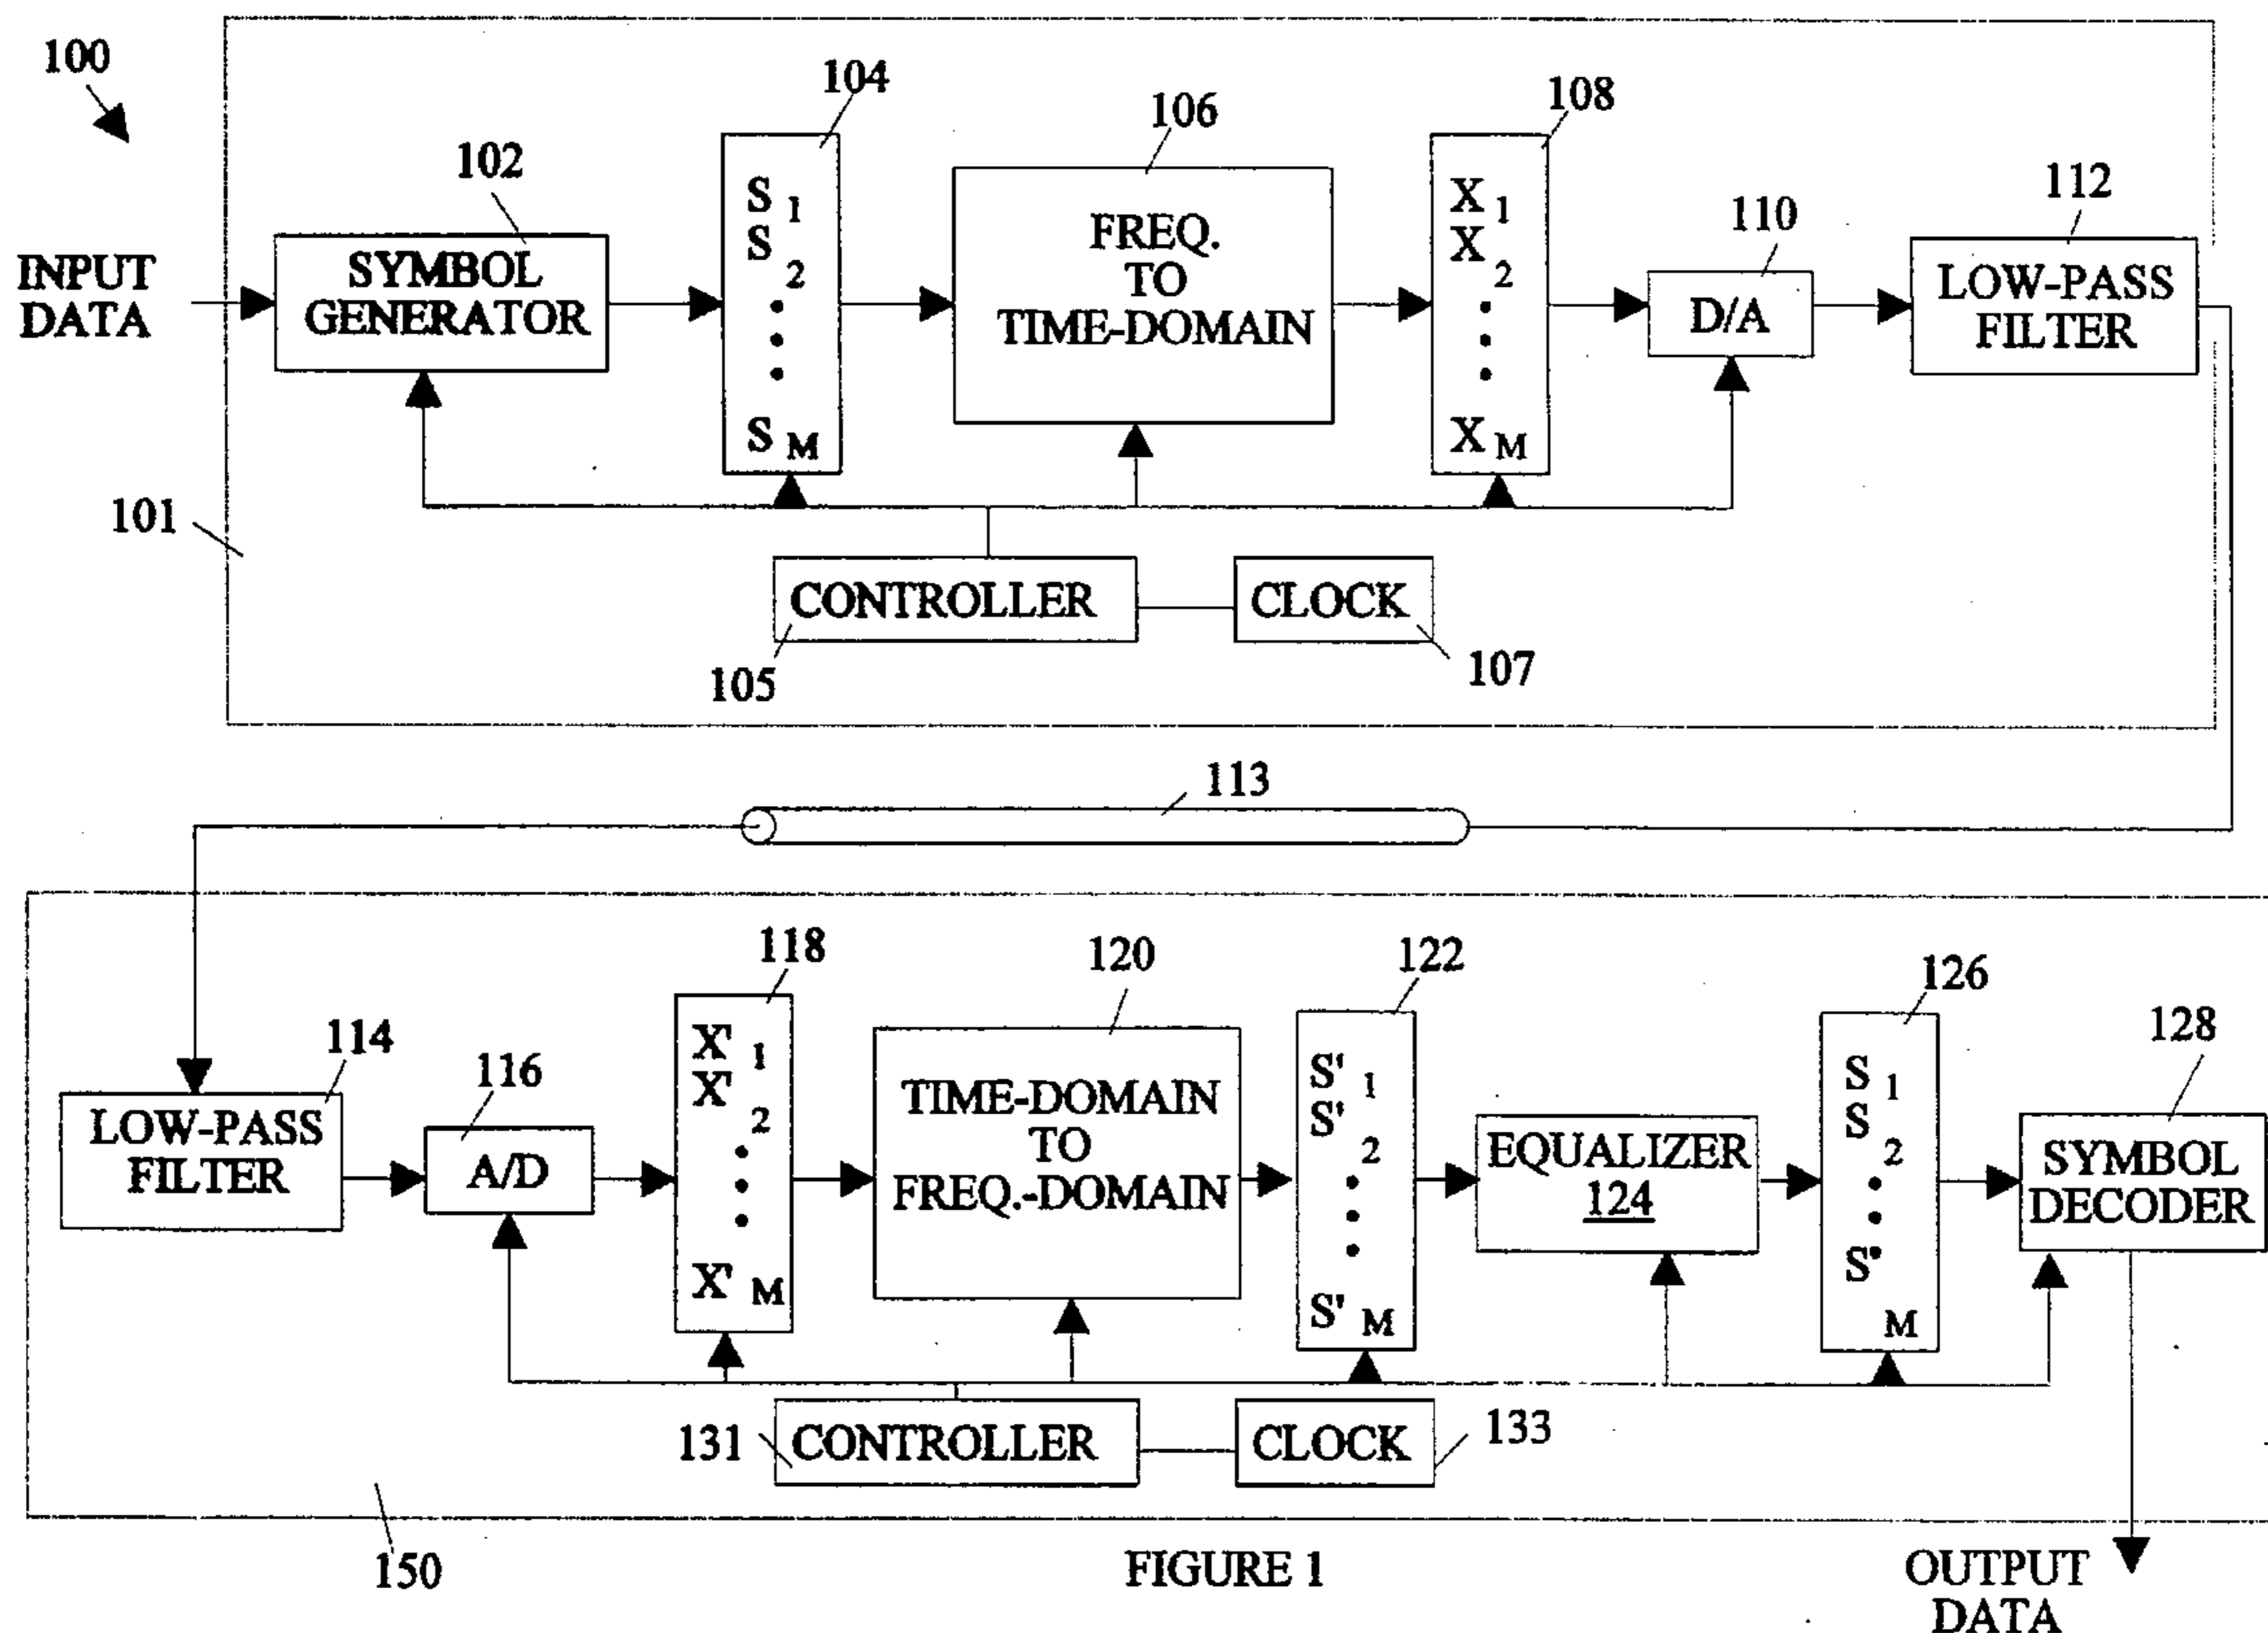 100
104
106
108
102
112
110
INPUT
DATA
SYMBOL
GENERATOR
S 1
S 2
S M
FREQ.
TO
TIME-DOMAIN
X 1
X 2
X M
D/A
LOW-PASS
FILTER
101
CONTROLLER
CLOCK
105
107
113
118
120
122
126
114
116
128
LOW-PASS
FILTER
A/D
X' 1
X' 2
X' M
TIME-DOMAIN
TO
FREQ.-DOMAIN
S' 1
S' 2
S' M
EQUALIZER
124
S 1
S 2
S' M
SYMBOL
DECODER
131
CONTROLLER
CLOCK
133
150
FIGURE 1
OUTPUT
DATA